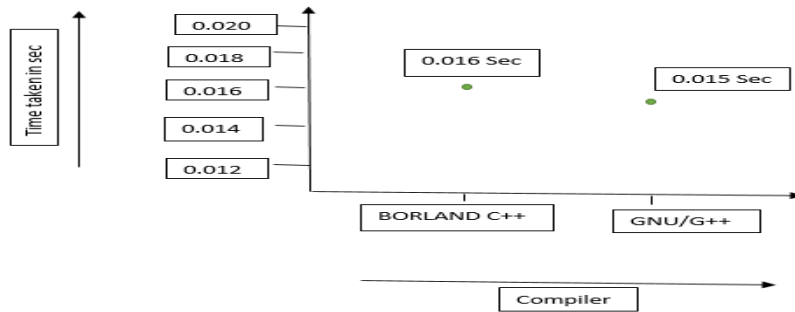 Time taken in sec
0.020
0.018
0.016
0.014
0.012
0.016 Sec
0.015 Sec
BORLAND C++
GNU/G++
Compiler